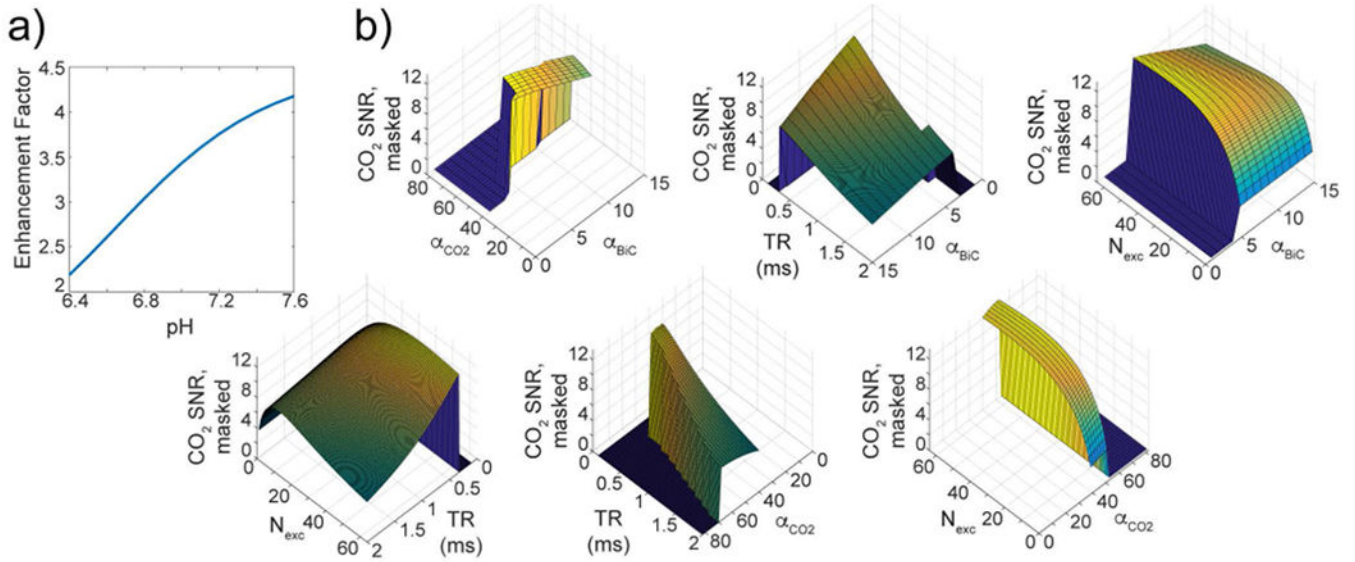 a)
Enhancement Factor
4.5
4
3.5
3
2.5
2
6.4
6.8
7.2
7.6
pH
b)
CO2 SNR,
masked
12
8
4
0
80
60
40
20
0
αCO2
0
5
10
15
αBiC
CO2 SNR,
masked
12
8
4
0
0
0.5
1
1.5
2
TR
(ms)
15
10
5
0
αBiC
CO2 SNR,
masked
12
8
4
0
60
40
20
0
Nexc
0
5
10
15
αBiC
CO2 SNR,
masked
12
8
4
0
0
20
40
60
Nexc
2
1.5
1
0.5
0
TR
(ms)
CO2 SNR,
masked
12
8
4
0
0
0.5
1
1.5
2
TR
(ms)
80
60
40
20
0
αCO2
CO2 SNR,
masked
12
8
4
0
60
40
20
0
Nexc
0
20
40
60
80
αCO2